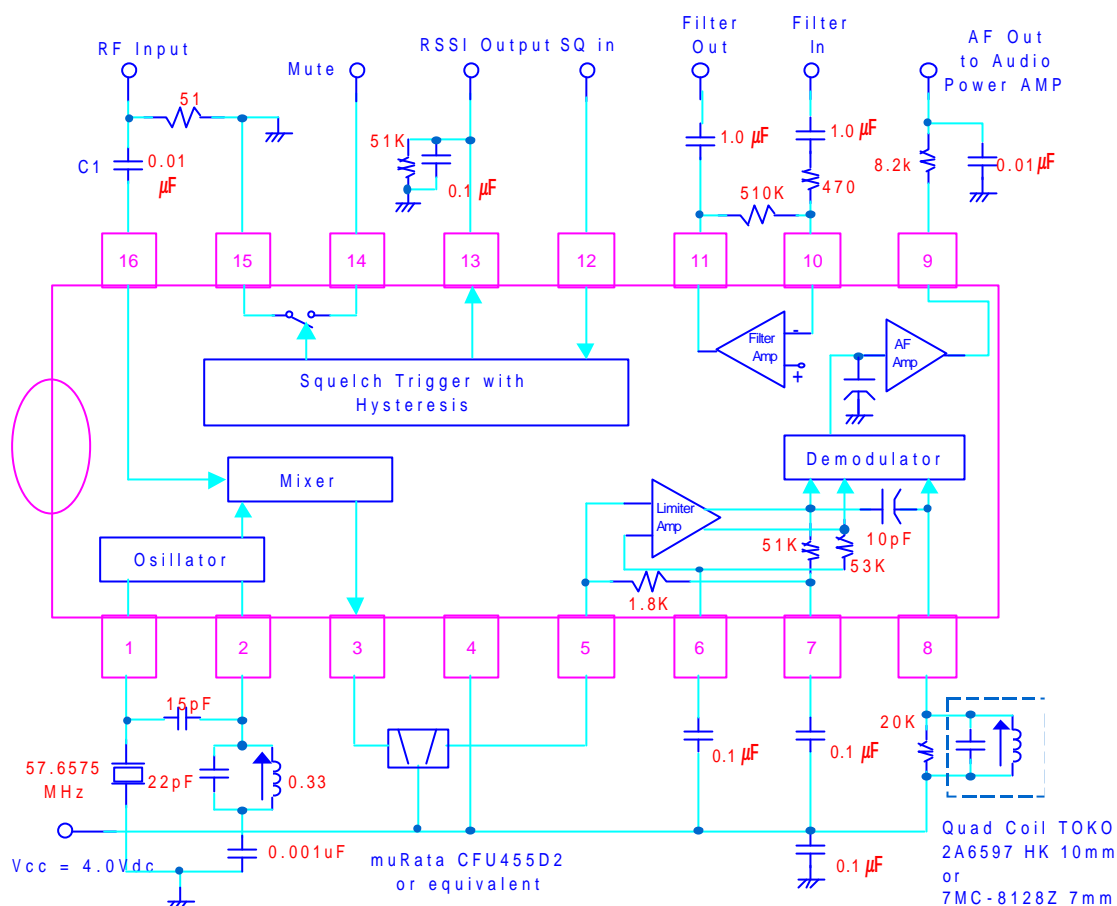 RF Input
Mute
RSSI Output
SQ in
Filter
Out
Filter
In
AF Out
to Audio
Power AMP
51
C1
0.01
μF
51K
0.1 μF
1.0 μF
1.0 μF
510K
470
8.2k
0.01μF
16
15
14
13
12
11
10
9
Squelch Trigger with
Hysteresis
Filter
Amp
-
+
AF
Amp
Mixer
Osillator
Limiter
Amp
Demodulator
10pF
51K
53K
1.8K
1
2
3
4
5
6
7
8
15pF
57.6575
MHz
22pF
0.33
0.001uF
Vcc = 4.0Vdc
muRata CFU455D2
or equivalent
0.1 μF
0.1 μF
0.1 μF
20K
Quad Coil TOKO
2A6597 HK 10mm
or
7MC-8128Z 7mm